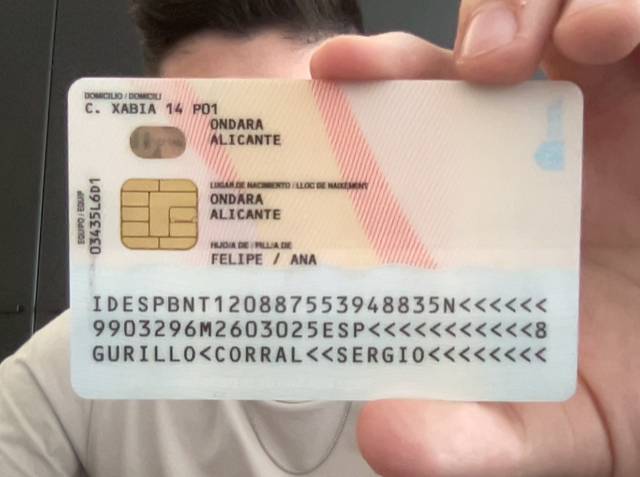 DOMICILIO / DOMICILI
C. XABIA 14 P01
ONDARA
ALICANTE
LUGAR DE NACIMIENTO / LLOC DE NAIXEMENT
ONDARA
ALICANTE
EQUIPO / EQUIP
03435L6D1
HIJO/A DE / FILL/A DE
FELIPE / ANA
IDESPBNT120887553948835N<<<<<<
9903296M2603025ESP<<<<<<<<<<<8
GURILLO<CORRAL<<SERGIO<<<<<<<<